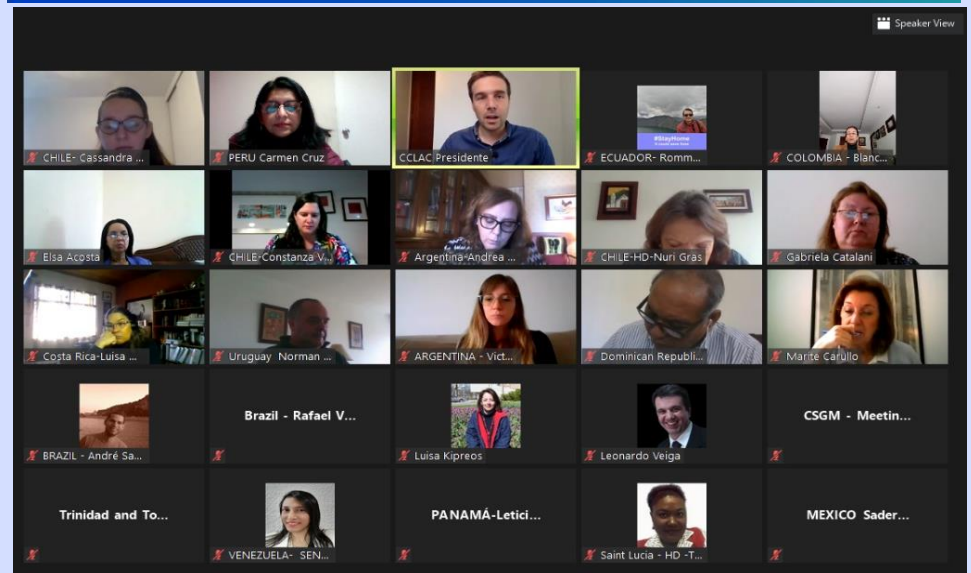 Speaker View
CHILE- Cassandra ...
PERU Carmen Cruz
CCLAC Presidente
#StayHome
ECUADOR- Romm...
COLOMBIA - Blanc...
Elsa Acosta
CHILE-Constanza V...
Argentina-Andrea ...
CHILE-HD-Nuri Gras
Gabriela Catalani
Costa Rica-Luisa ...
Uruguay Norman ...
ARGENTINA - Vict...
Dominican Republi...
Marité Carullo
BRAZIL - André Sa...
Brazil - Rafael V...
Luisa Kipreos
Leonardo Veiga
CSGM - Meetin...
Trinidad and To...
VENEZUELA- SEN...
PANAMÁ-Letici...
Saint Lucia - HD -T...
MEXICO Sader...